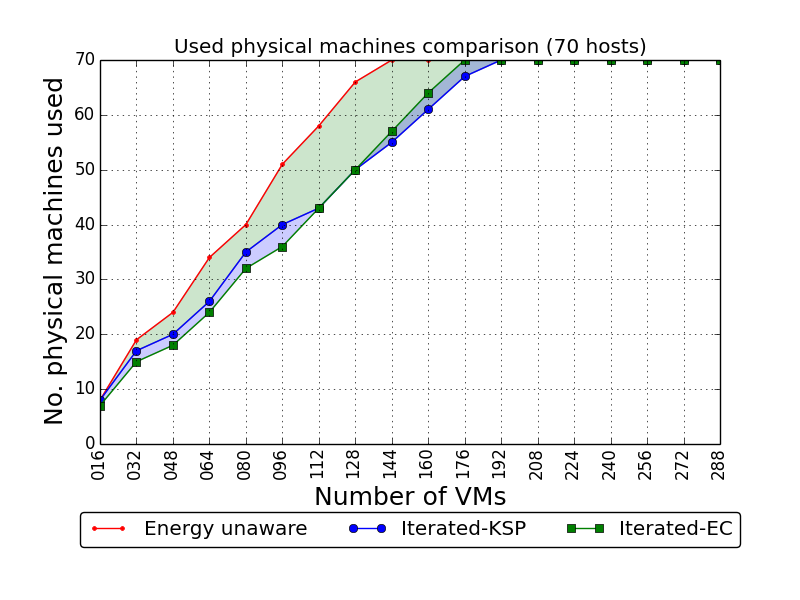 Used physical machines comparison (70 hosts)
No. physical machines used
70
60
50
40
30
20
10
0
016 032 048 064 080 096 112 128 144 160 176 192 208 224 240 256 272 288
Number of VMs
Energy unaware Iterated-KSP Iterated-EC